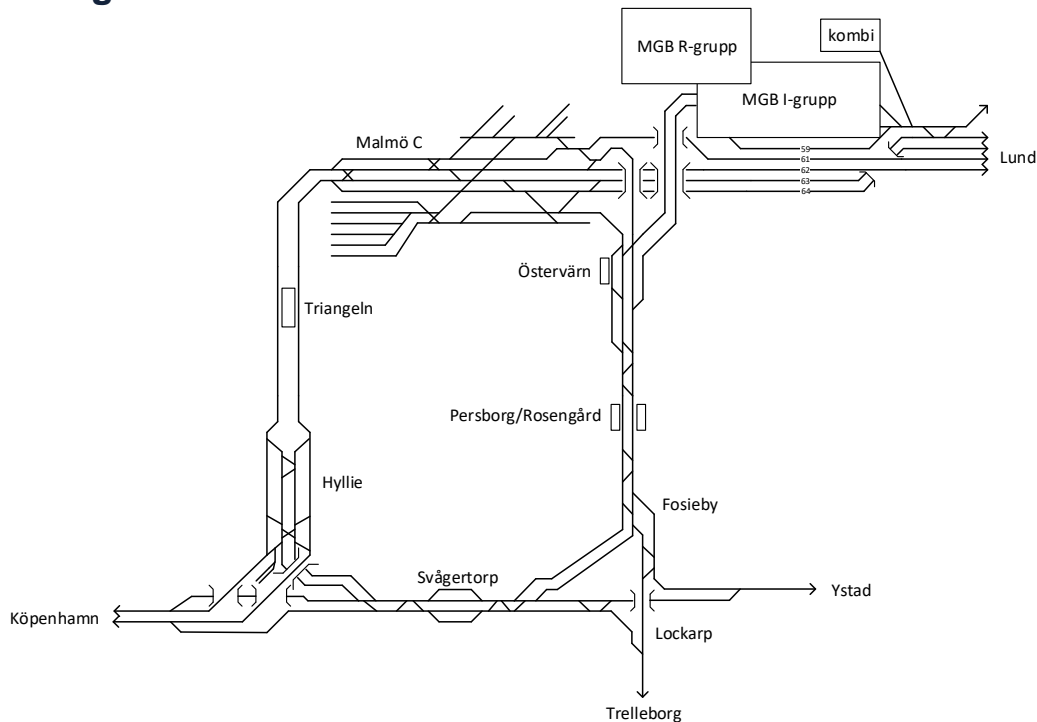 MGB R-grupp
kombi
MGB I-grupp
Malmö C
59
61
62
63
64
Lund
Östervärn
Triangeln
Persborg/Rosengård
Hyllie
Fosieby
Svågertorp
Ystad
Köpenhamn
Lockarp
Trelleborg